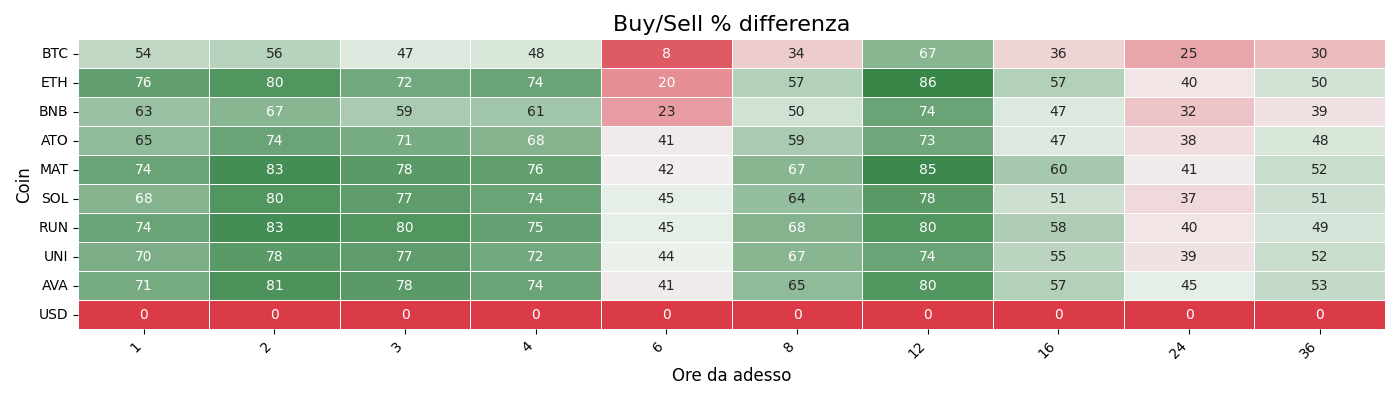 Buy/Sell % differenza
Coin
BTC 54 56 47 48 8 34 67 36 25 30
ETH 76 80 72 74 20 57 86 57 40 50
BNB 63 67 59 61 23 50 74 47 32 39
ATO 65 74 71 68 41 59 73 47 38 48
MAT 74 83 78 76 42 67 85 60 41 52
SOL 68 80 77 74 45 64 78 51 37 51
RUN 74 83 80 75 45 68 80 58 40 49
UNI 70 78 77 72 44 67 74 55 39 52
AVA 71 81 78 74 41 65 80 57 45 53
USD 0 0 0 0 0 0 0 0 0 0
1 2 3 4 6 8 12 16 24 36
Ore da adesso